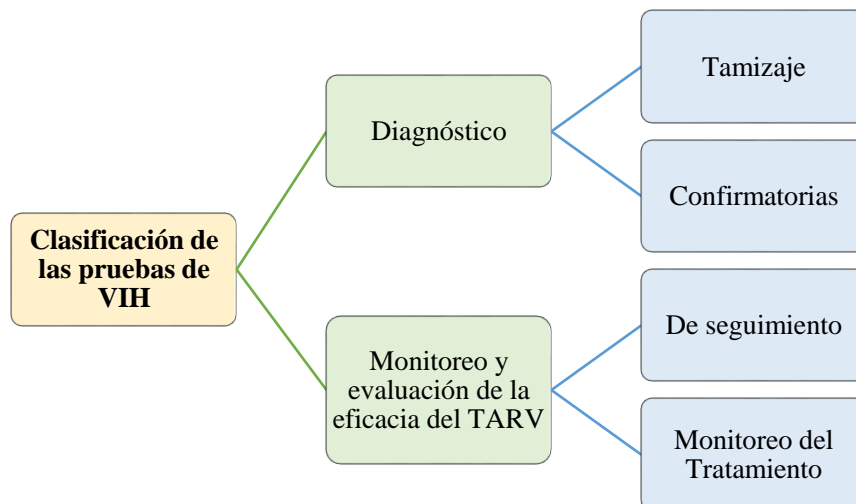 Clasificación de
las pruebas de
VIH
Diagnóstico
Tamizaje
Confirmatorias
Monitoreo y
evaluación de la
eficacia del TARV
De seguimiento
Monitoreo del
Tratamiento